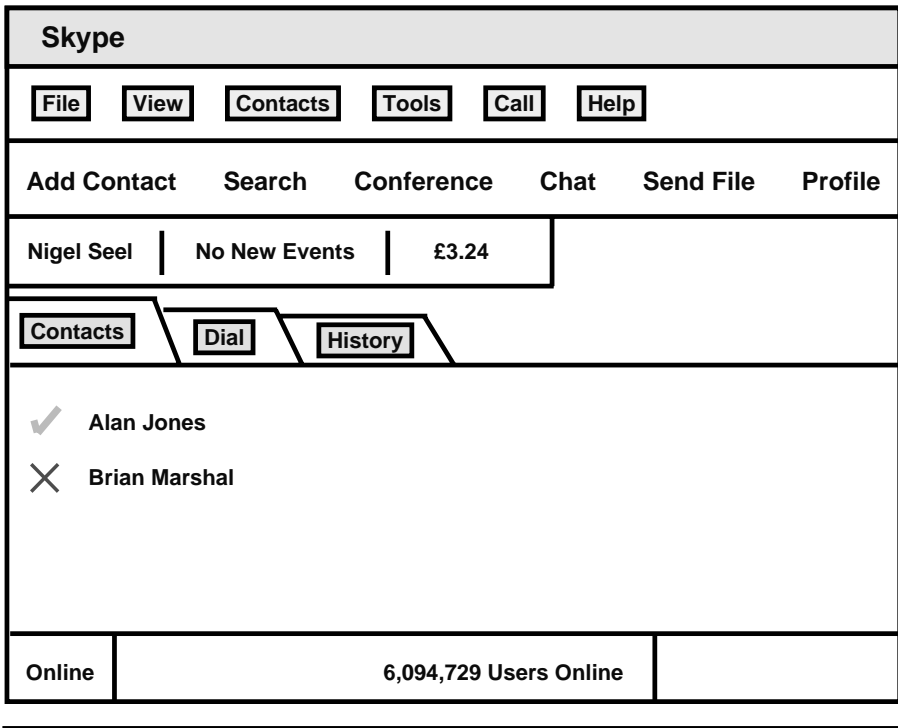 Skype
File View Contacts Tools Call Help
Add Contact Search Conference Chat Send File Profile
Nigel Seel No New Events £3.24
Contacts Dial History
Alan Jones
Brian Marshal
Online 6,094,729 Users Online